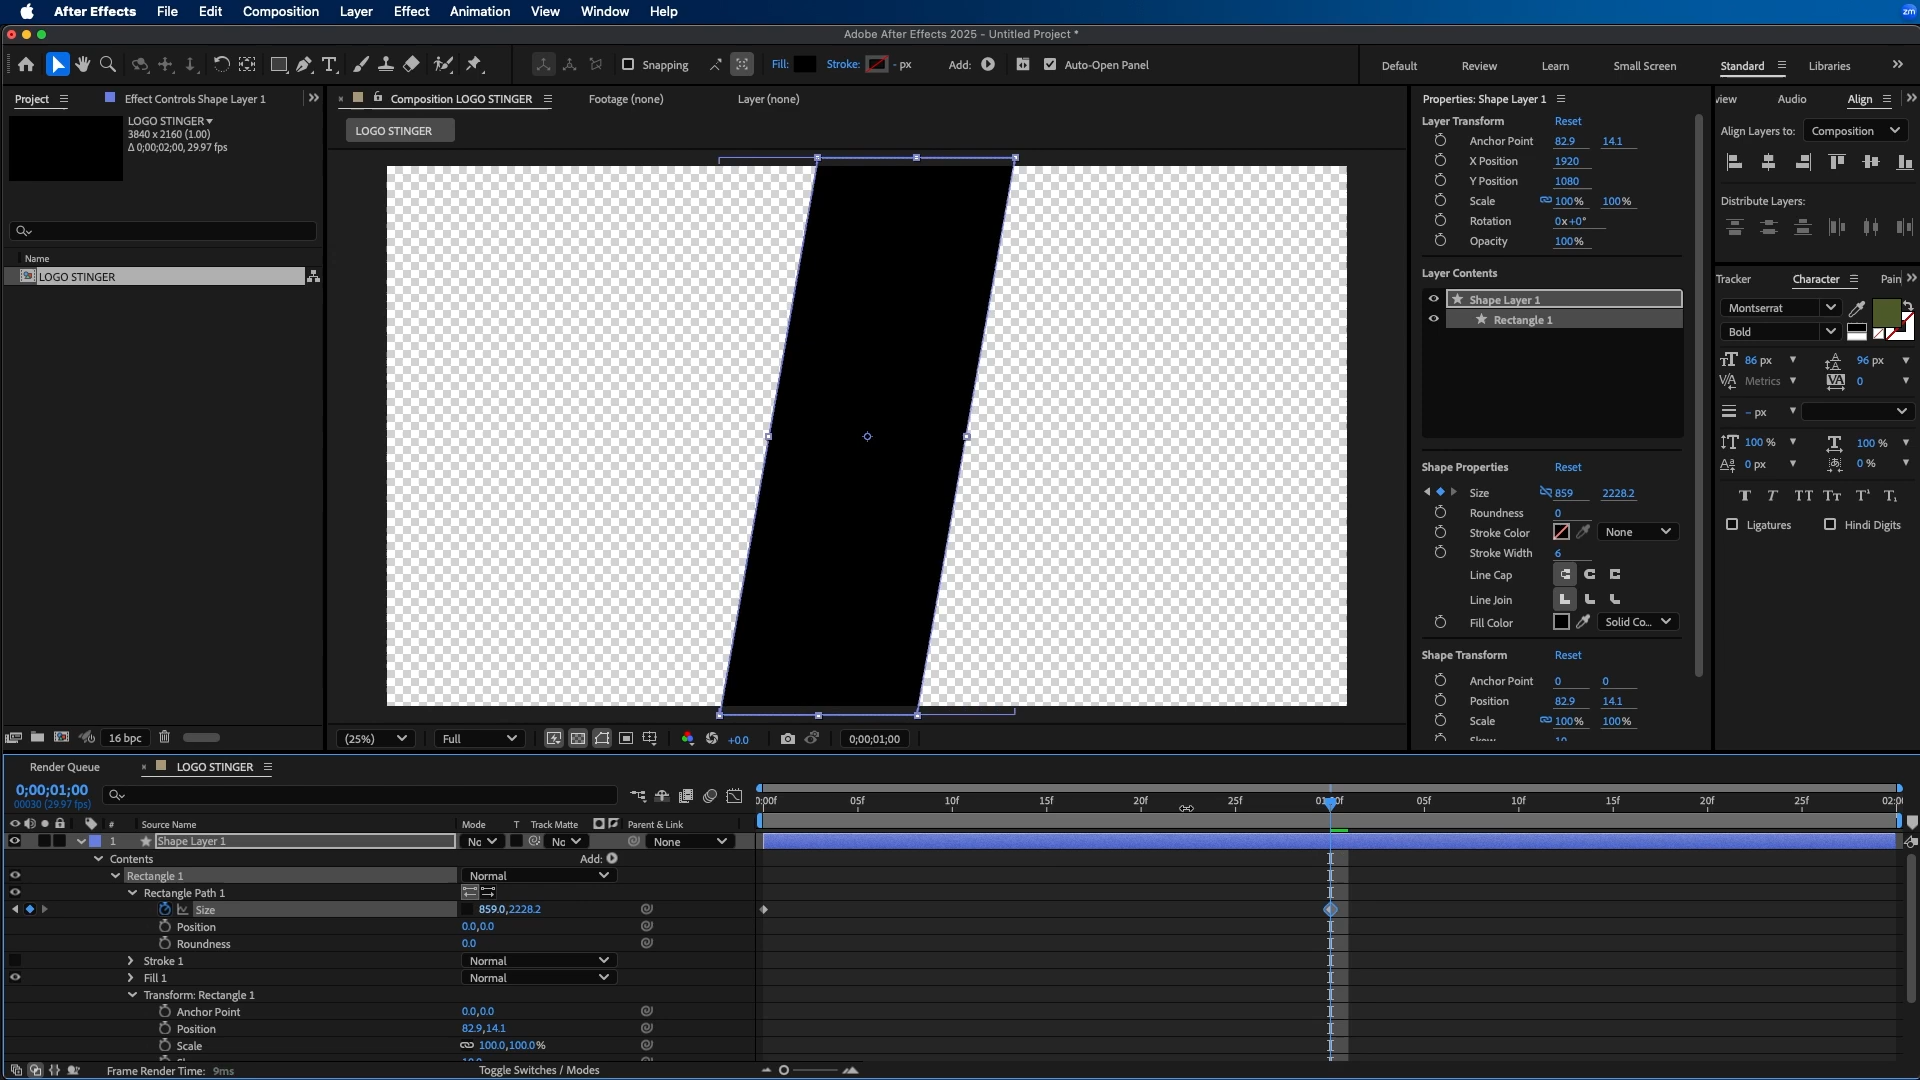 After Effects File Edit Composition Layer Effect Animation View Window Help zm
Adobe After Effects 2025 - Untitled Project *
Snapping Fill: Stroke: - px Add: Auto-Open Panel Default Review Learn Small Screen Standard Libraries
Project Effect Controls Shape Layer 1
LOGO STINGER
3840 x 2160 (1.00)
Δ 0;00;02;00, 29.97 fps
Name
LOGO STINGER
16 bpc
Composition LOGO STINGER Footage (none) Layer (none)
LOGO STINGER
(25%) Full +0.0 0;00;01;00
Properties: Shape Layer 1
Layer Transform Reset
Anchor Point 82.9 14.1
X Position 1920
Y Position 1080
Scale 100% 100%
Rotation 0x+0°
Opacity 100%
Layer Contents
Shape Layer 1
Rectangle 1
Shape Properties Reset
Size 859 2228.2
Roundness 0
Stroke Color None
Stroke Width 6
Line Cap
Line Join
Fill Color Solid Co...
Shape Transform Reset
Anchor Point 0 0
Position 82.9 14.1
Scale 100% 100%
view Audio Align
Align Layers to: Composition
Distribute Layers:
Tracker Character Pain
Montserrat
Bold
86 px 96 px
Metrics 0
- px
100 % 100 %
0 px 0 %
Ligatures Hindi Digits
Render Queue LOGO STINGER
0;00;01;00
00030 (29.97 fps)
0:00f 05f 10f 15f 20f 25f 01:00f 05f 10f 15f 20f 25f 02:0
# Source Name Mode T Track Matte Parent & Link
1 Shape Layer 1 Nc Nc None
Contents Add:
Rectangle 1 Normal
Rectangle Path 1
Size 859.0,2228.2
Position 0.0,0.0
Roundness 0.0
Stroke 1 Normal
Fill 1 Normal
Transform: Rectangle 1
Anchor Point 0.0,0.0
Position 82.9,14.1
Scale 100.0,100.0%
Frame Render Time: 9ms Toggle Switches / Modes